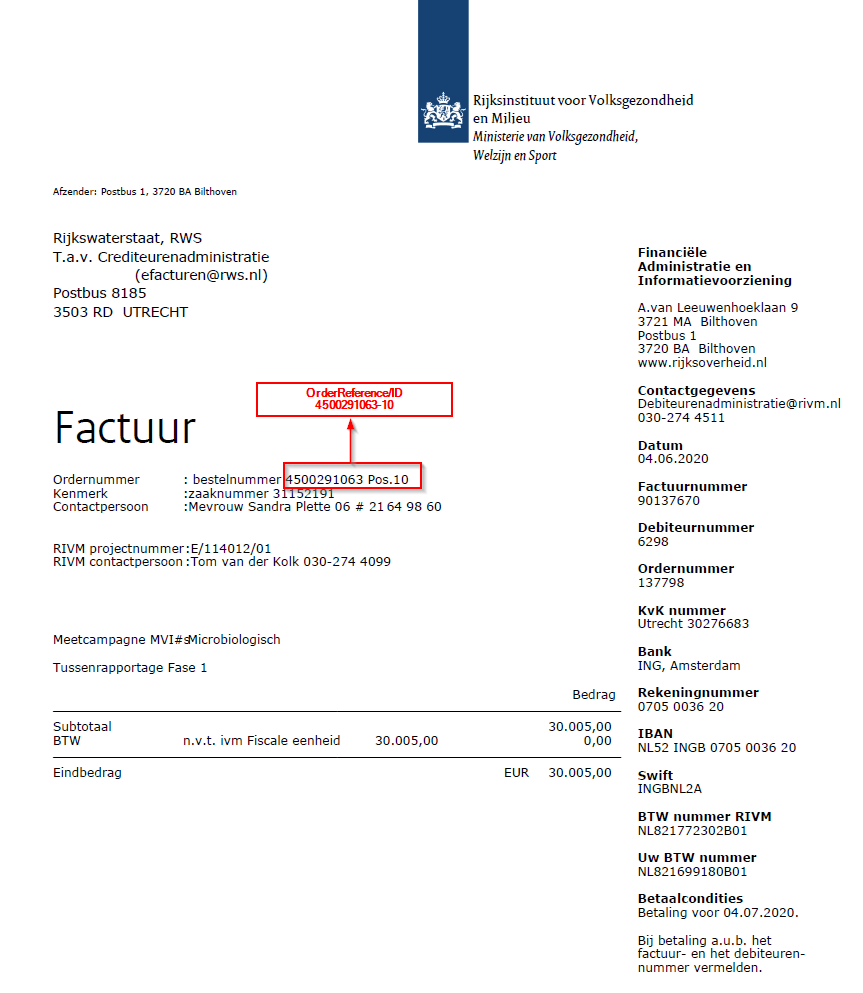 Rijksinstituut voor Volksgezondheid
en Milieu
Ministerie van Volksgezondheid,
Welzijn en Sport
Afzender: Postbus 1, 3720 BA Bilthoven
Rijkswaterstaat, RWS
T.a.v. Crediteurenadministratie
(efacturen@rws.nl)
Postbus 8185
3503 RD UTRECHT
OrderReference/ID
4500291063-10
Factuur
Ordernummer : bestelnummer 4500291063 Pos.10
Kenmerk :zaaknummer 31152191
Contactpersoon :Mevrouw Sandra Plette 06 # 21 64 98 60
RIVM projectnummer :E/114012/01
RIVM contactpersoon :Tom van der Kolk 030-274 4099
Meetcampagne MVI#sMicrobiologisch
Tussenrapportage Fase 1
Bedrag
Subtotaal 30.005,00
BTW n.v.t. ivm Fiscale eenheid 30.005,00 0,00
Eindbedrag EUR 30.005,00
Financiële
Administratie en
Informatievoorziening
A.van Leeuwenhoeklaan 9
3721 MA Bilthoven
Postbus 1
3720 BA Bilthoven
www.rijksoverheid.nl
Contactgegevens
Debiteurenadministratie@rivm.nl
030-274 4511
Datum
04.06.2020
Factuurnummer
90137670
Debiteurnummer
6298
Ordernummer
137798
KvK nummer
Utrecht 30276683
Bank
ING, Amsterdam
Rekeningnummer
0705 0036 20
IBAN
NL52 INGB 0705 0036 20
Swift
INGBNL2A
BTW nummer RIVM
NL821772302B01
Uw BTW nummer
NL821699180B01
Betaalcondities
Betaling voor 04.07.2020.
Bij betaling a.u.b. het
factuur- en het debiteuren-
nummer vermelden.